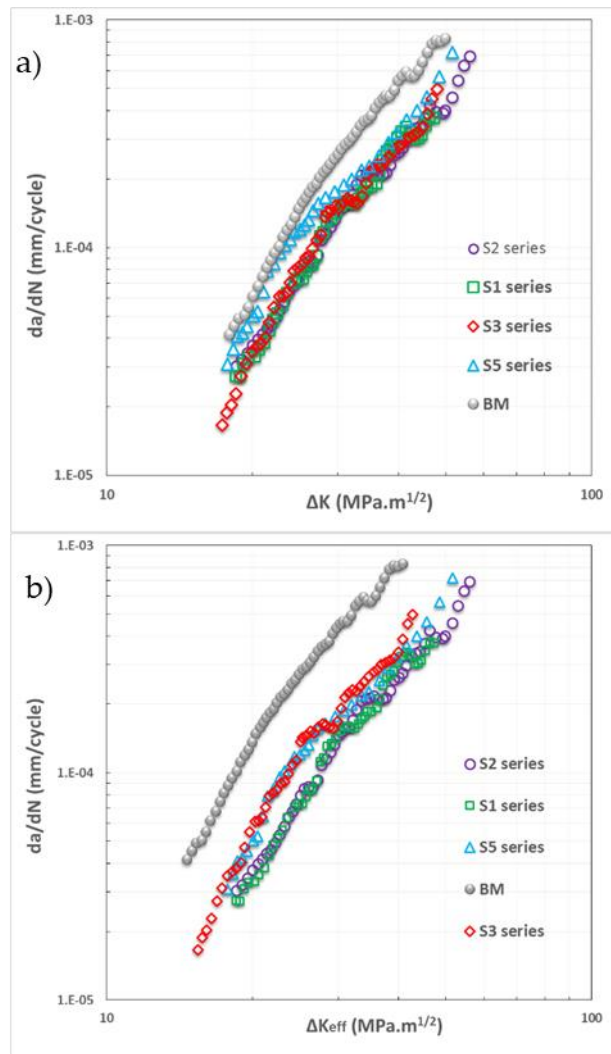 a)
1.E-03
1.E-04
1.E-05
da/dN (mm/cycle)
S2 series
S1 series
S3 series
S5 series
BM
10
100
ΔK (MPa.m1/2)
b)
1.E-03
1.E-04
1.E-05
da/dN (mm/cycle)
S2 series
S1 series
S5 series
BM
S3 series
10
100
ΔKeff (MPa.m1/2)